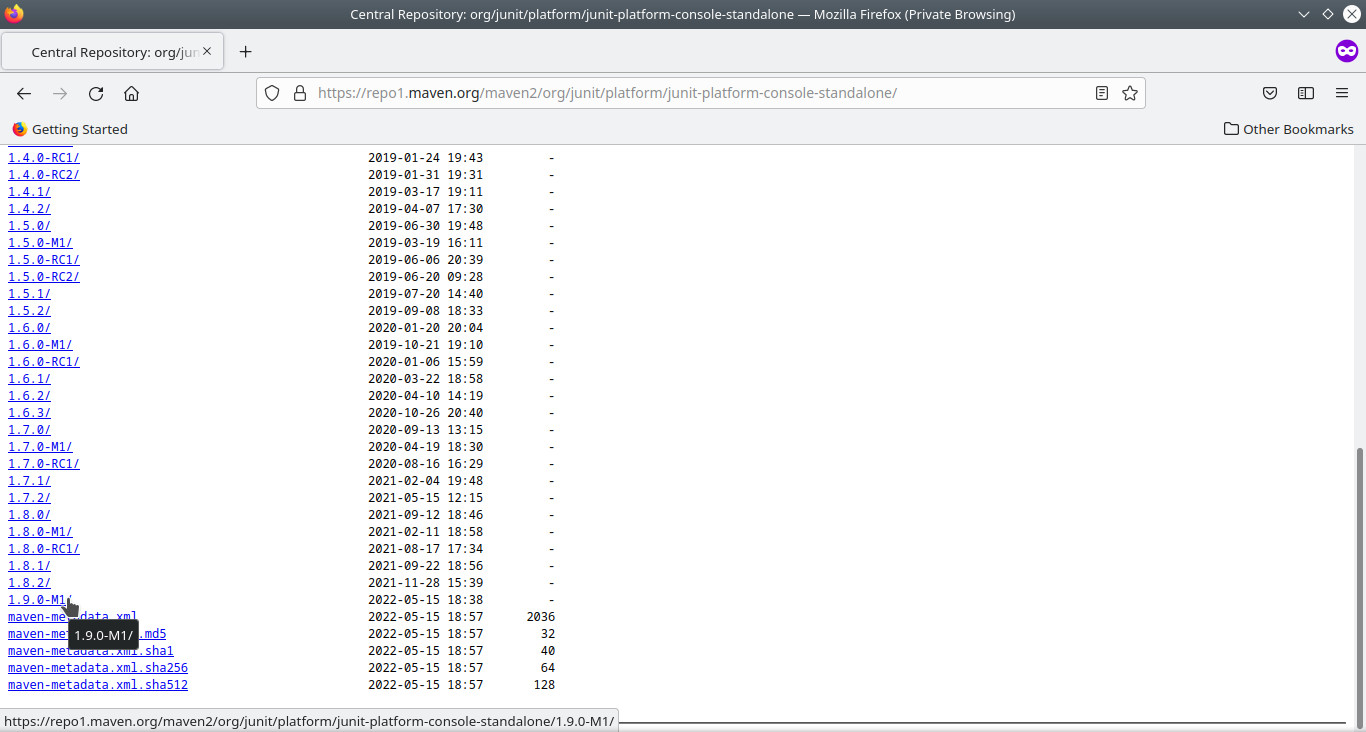 Central Repository: org/junit/platform/junit-platform-console-standalone — Mozilla Firefox (Private Browsing)
Central Repository: org/jun
https://repo1.maven.org/maven2/org/junit/platform/junit-platform-console-standalone/
Getting Started Other Bookmarks
1.4.0-RC1/ 2019-01-24 19:43 -
1.4.0-RC2/ 2019-01-31 19:31 -
1.4.1/ 2019-03-17 19:11 -
1.4.2/ 2019-04-07 17:30 -
1.5.0/ 2019-06-30 19:48 -
1.5.0-M1/ 2019-03-19 16:11 -
1.5.0-RC1/ 2019-06-06 20:39 -
1.5.0-RC2/ 2019-06-20 09:28 -
1.5.1/ 2019-07-20 14:40 -
1.5.2/ 2019-09-08 18:33 -
1.6.0/ 2020-01-20 20:04 -
1.6.0-M1/ 2019-10-21 19:10 -
1.6.0-RC1/ 2020-01-06 15:59 -
1.6.1/ 2020-03-22 18:58 -
1.6.2/ 2020-04-10 14:19 -
1.6.3/ 2020-10-26 20:40 -
1.7.0/ 2020-09-13 13:15 -
1.7.0-M1/ 2020-04-19 18:30 -
1.7.0-RC1/ 2020-08-16 16:29 -
1.7.1/ 2021-02-04 19:48 -
1.7.2/ 2021-05-15 12:15 -
1.8.0/ 2021-09-12 18:46 -
1.8.0-M1/ 2021-02-11 18:58 -
1.8.0-RC1/ 2021-08-17 17:34 -
1.8.1/ 2021-09-22 18:56 -
1.8.2/ 2021-11-28 15:39 -
1.9.0-M1/ 2022-05-15 18:38 -
maven-metadata.xml 2022-05-15 18:57 2036
maven-me .md5 2022-05-15 18:57 32
1.9.0-M1/
maven-metadata.xml.sha1 2022-05-15 18:57 40
maven-metadata.xml.sha256 2022-05-15 18:57 64
maven-metadata.xml.sha512 2022-05-15 18:57 128
https://repo1.maven.org/maven2/org/junit/platform/junit-platform-console-standalone/1.9.0-M1/